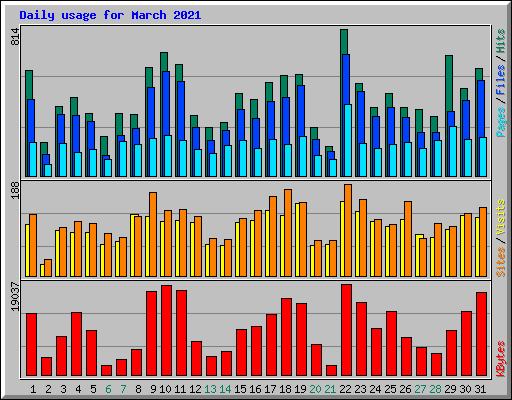 Daily usage for March 2021
814
Pages / Files / Hits
188
Sites / Visits
19037
KBytes
1 2 3 4 5 6 7 8 9 10 11 12 13 14 15 16 17 18 19 20 21 22 23 24 25 26 27 28 29 30 31